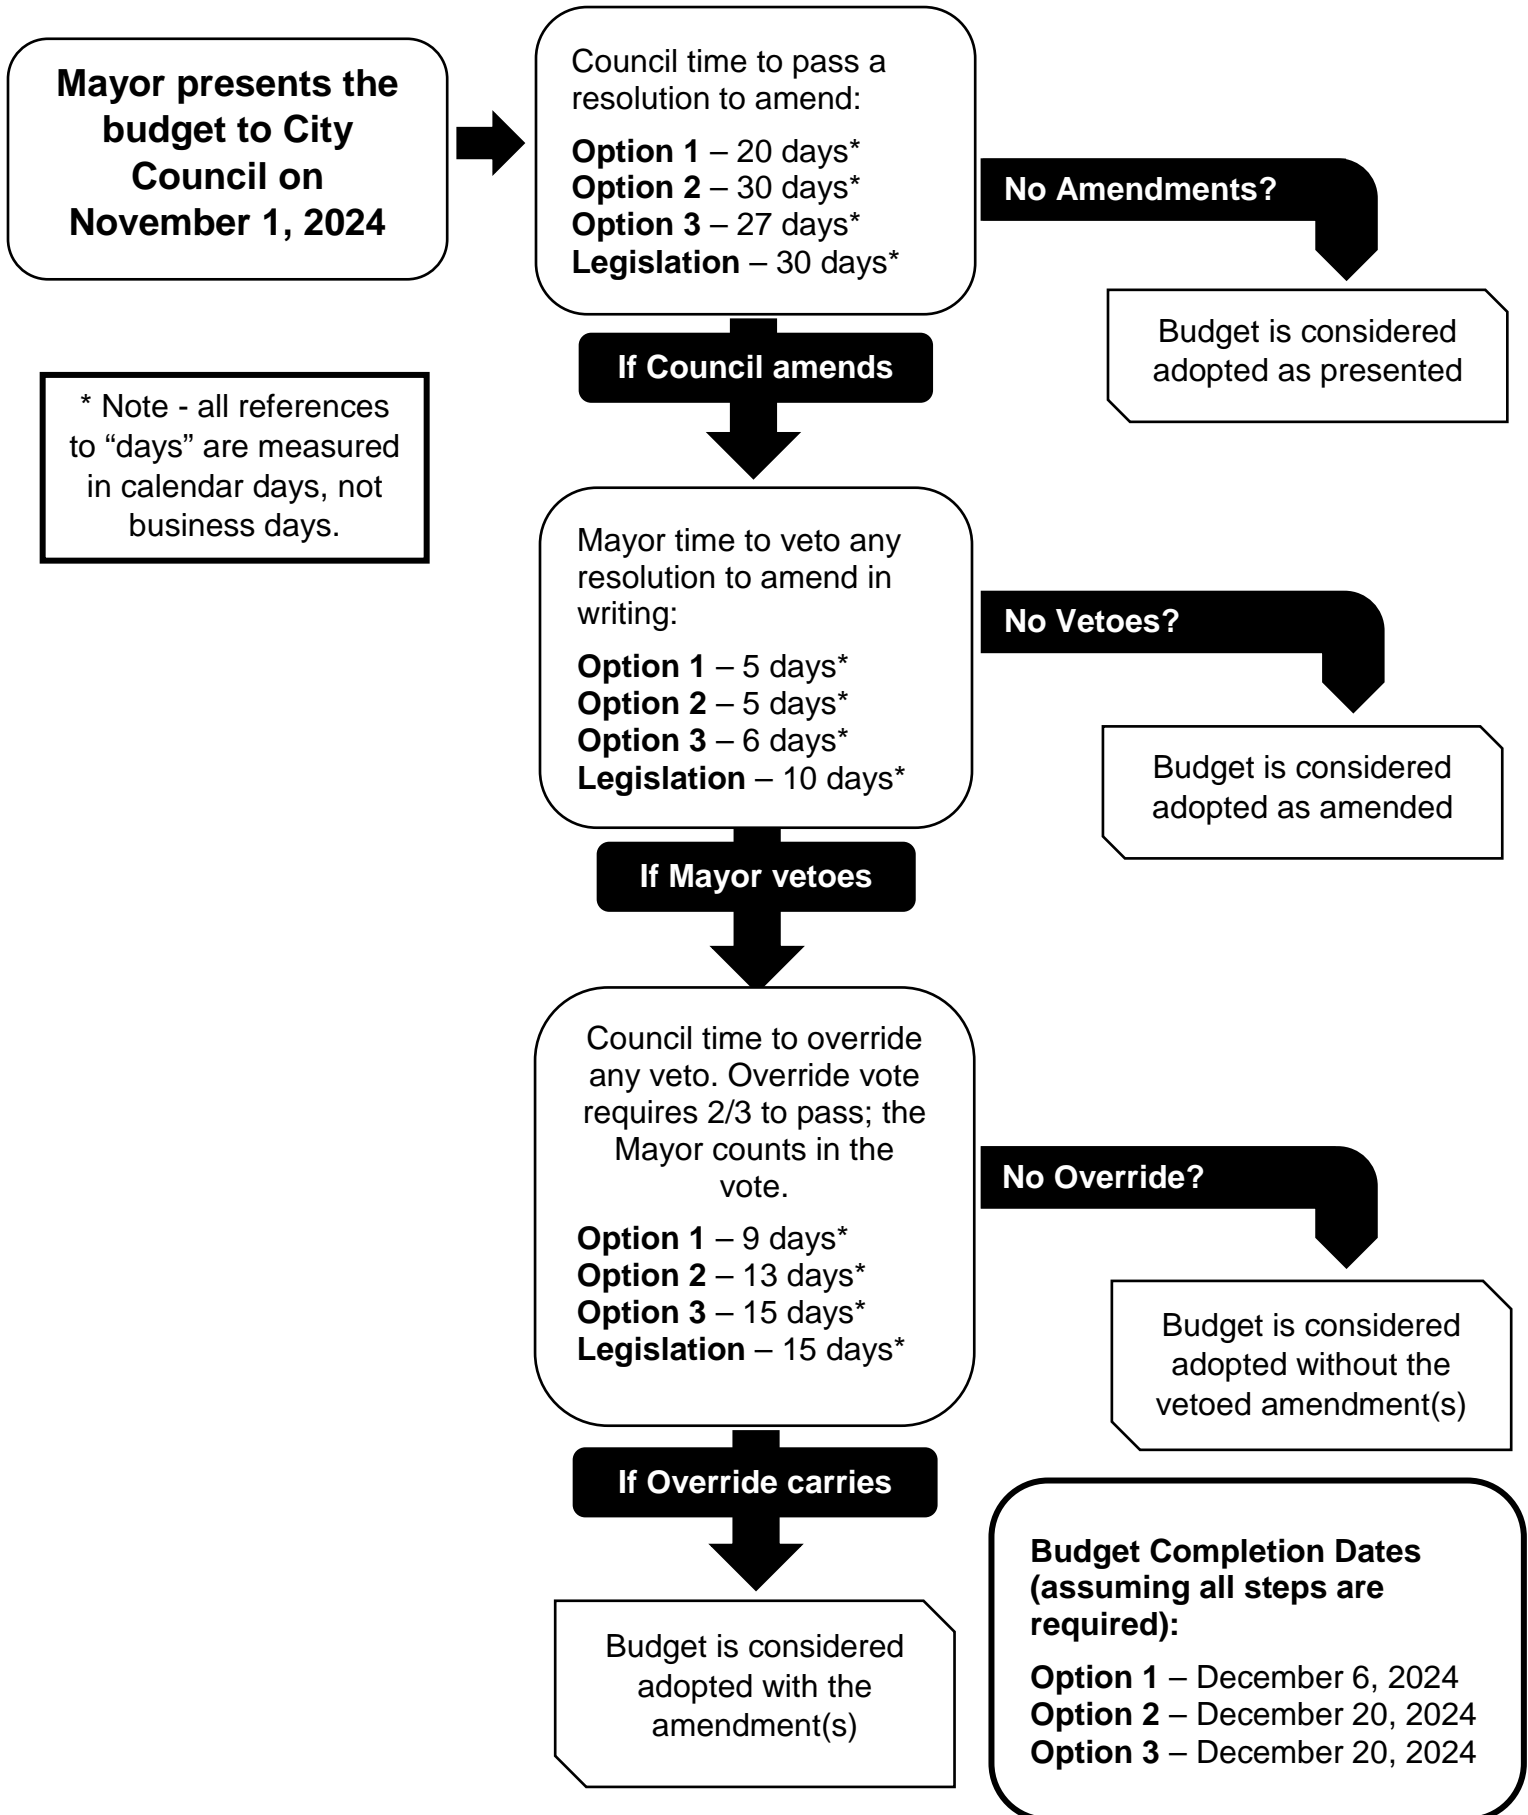 Mayor presents the
budget to City
Council on
November 1, 2024
Council time to pass a
resolution to amend:
Option 1 – 20 days*
Option 2 – 30 days*
Option 3 – 27 days*
Legislation – 30 days*
No Amendments?
Budget is considered
adopted as presented
If Council amends
* Note - all references
to “days” are measured
in calendar days, not
business days.
Mayor time to veto any
resolution to amend in
writing:
Option 1 – 5 days*
Option 2 – 5 days*
Option 3 – 6 days*
Legislation – 10 days*
No Vetoes?
Budget is considered
adopted as amended
If Mayor vetoes
Council time to override
any veto. Override vote
requires 2/3 to pass; the
Mayor counts in the
vote.
Option 1 – 9 days*
Option 2 – 13 days*
Option 3 – 15 days*
Legislation – 15 days*
No Override?
Budget is considered
adopted without the
vetoed amendment(s)
If Override carries
Budget is considered
adopted with the
amendment(s)
Budget Completion Dates
(assuming all steps are
required):
Option 1 – December 6, 2024
Option 2 – December 20, 2024
Option 3 – December 20, 2024